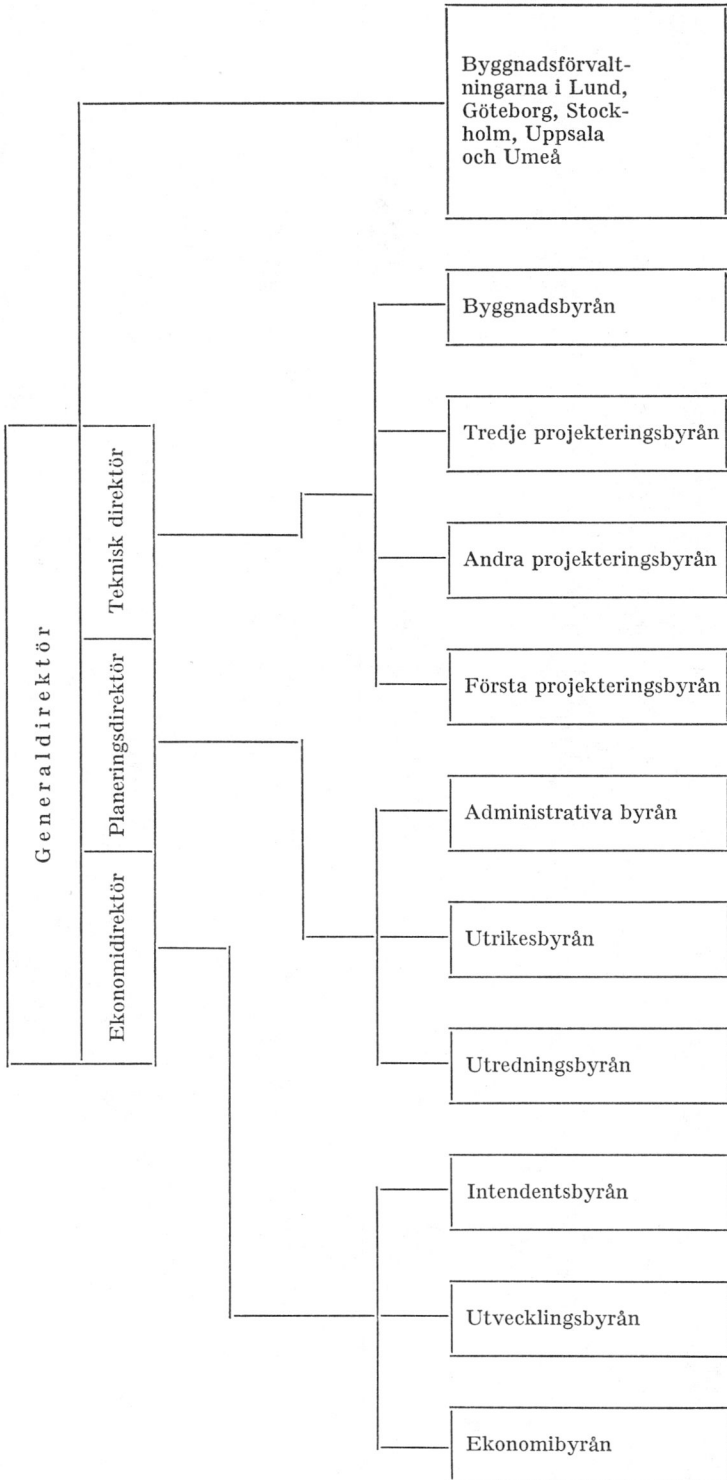 Byggnadsförvalt-
ningarna i Lund,
Göteborg, Stock-
holm, Uppsala
och Umeå
Byggnadsbyrån
Tredje projekteringsbyrån
Andra projekteringsbyrån
Första projekteringsbyrån
Administrativa byrån
Utrikesbyrån
Utredningsbyrån
Intendentsbyrån
Utvecklingsbyrån
Ekonomibyrån
Generaldirektör
Teknisk direktör
Planeringsdirektör
Ekonomidirektör